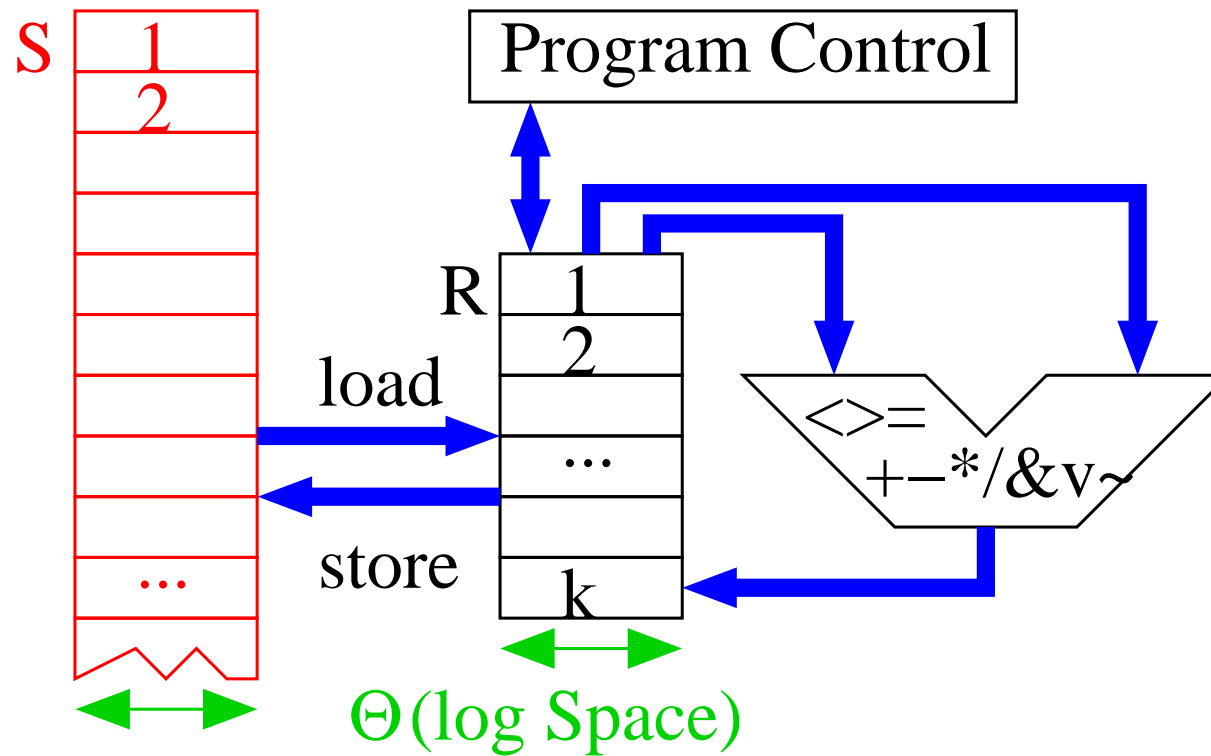 S
1
2
...
Program Control
R
1
2
...
k
load
store
<>=
+−*/&v~
Θ(log Space)